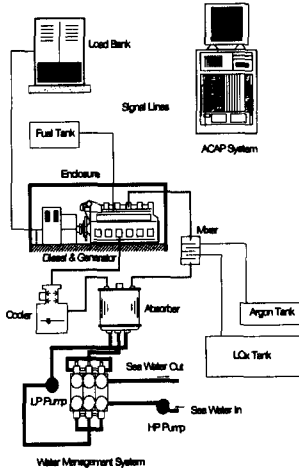 Load Bank
Signal Lines
ACAP System
Fuel Tank
Enclosure
Diesel & Generator
Mixer
Cooler
Absorber
Argon Tank
LOx Tank
Sea Water Out
LP Pump
Sea Water In
HP Pump
Water Management System